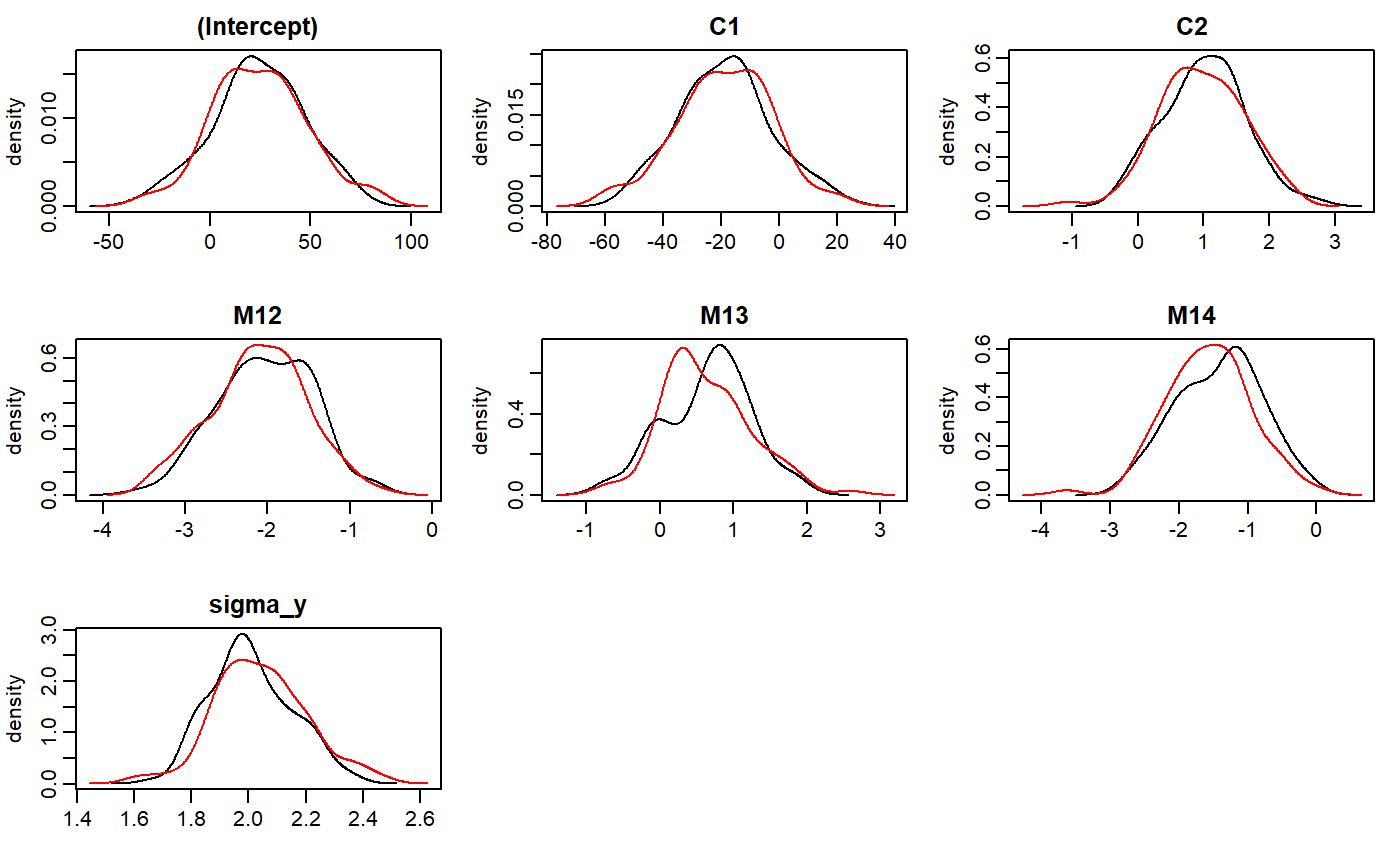 (Intercept)
density
0.000 0.010
-50 0 50 100
C1
density
0.000 0.015
-80 -60 -40 -20 0 20 40
C2
density
0.0 0.2 0.4 0.6
-1 0 1 2 3
M12
density
0.0 0.3 0.6
-4 -3 -2 -1 0
M13
density
0.0 0.4
-1 0 1 2 3
M14
density
0.0 0.2 0.4 0.6
-4 -3 -2 -1 0
sigma_y
density
0.0 1.0 2.0 3.0
1.4 1.6 1.8 2.0 2.2 2.4 2.6